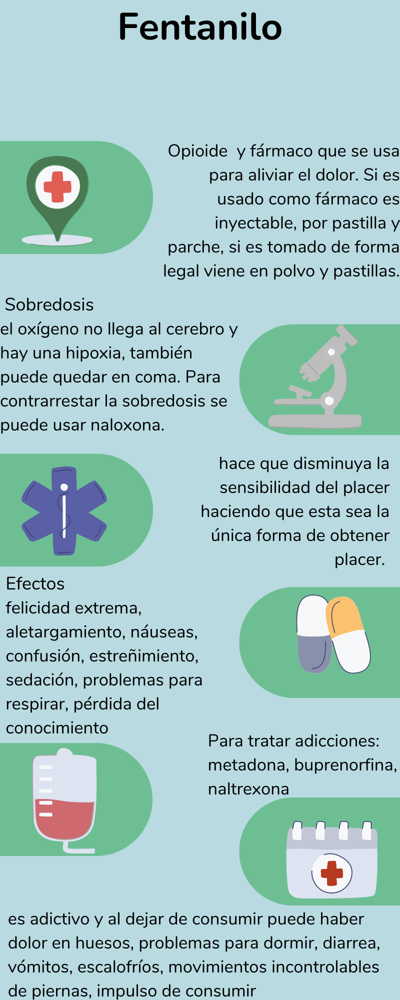 Fentanilo
Opioide  y fármaco que se usa
para aliviar el dolor. Si es
usado como fármaco es
inyectable, por pastilla y
parche, si es tomado de forma
legal viene en polvo y pastillas.
Sobredosis
el oxígeno no llega al cerebro y
hay una hipoxia, también
puede quedar en coma. Para
contrarrestar la sobredosis se
puede usar naloxona.
hace que disminuya la
sensibilidad del placer
haciendo que esta sea la
única forma de obtener
placer.
Efectos
felicidad extrema,
aletargamiento, náuseas,
confusión, estreñimiento,
sedación, problemas para
respirar, pérdida del
conocimiento
Para tratar adicciones:
metadona, buprenorfina,
naltrexona
es adictivo y al dejar de consumir puede haber
dolor en huesos, problemas para dormir, diarrea,
vómitos, escalofríos, movimientos incontrolables
de piernas, impulso de consumir